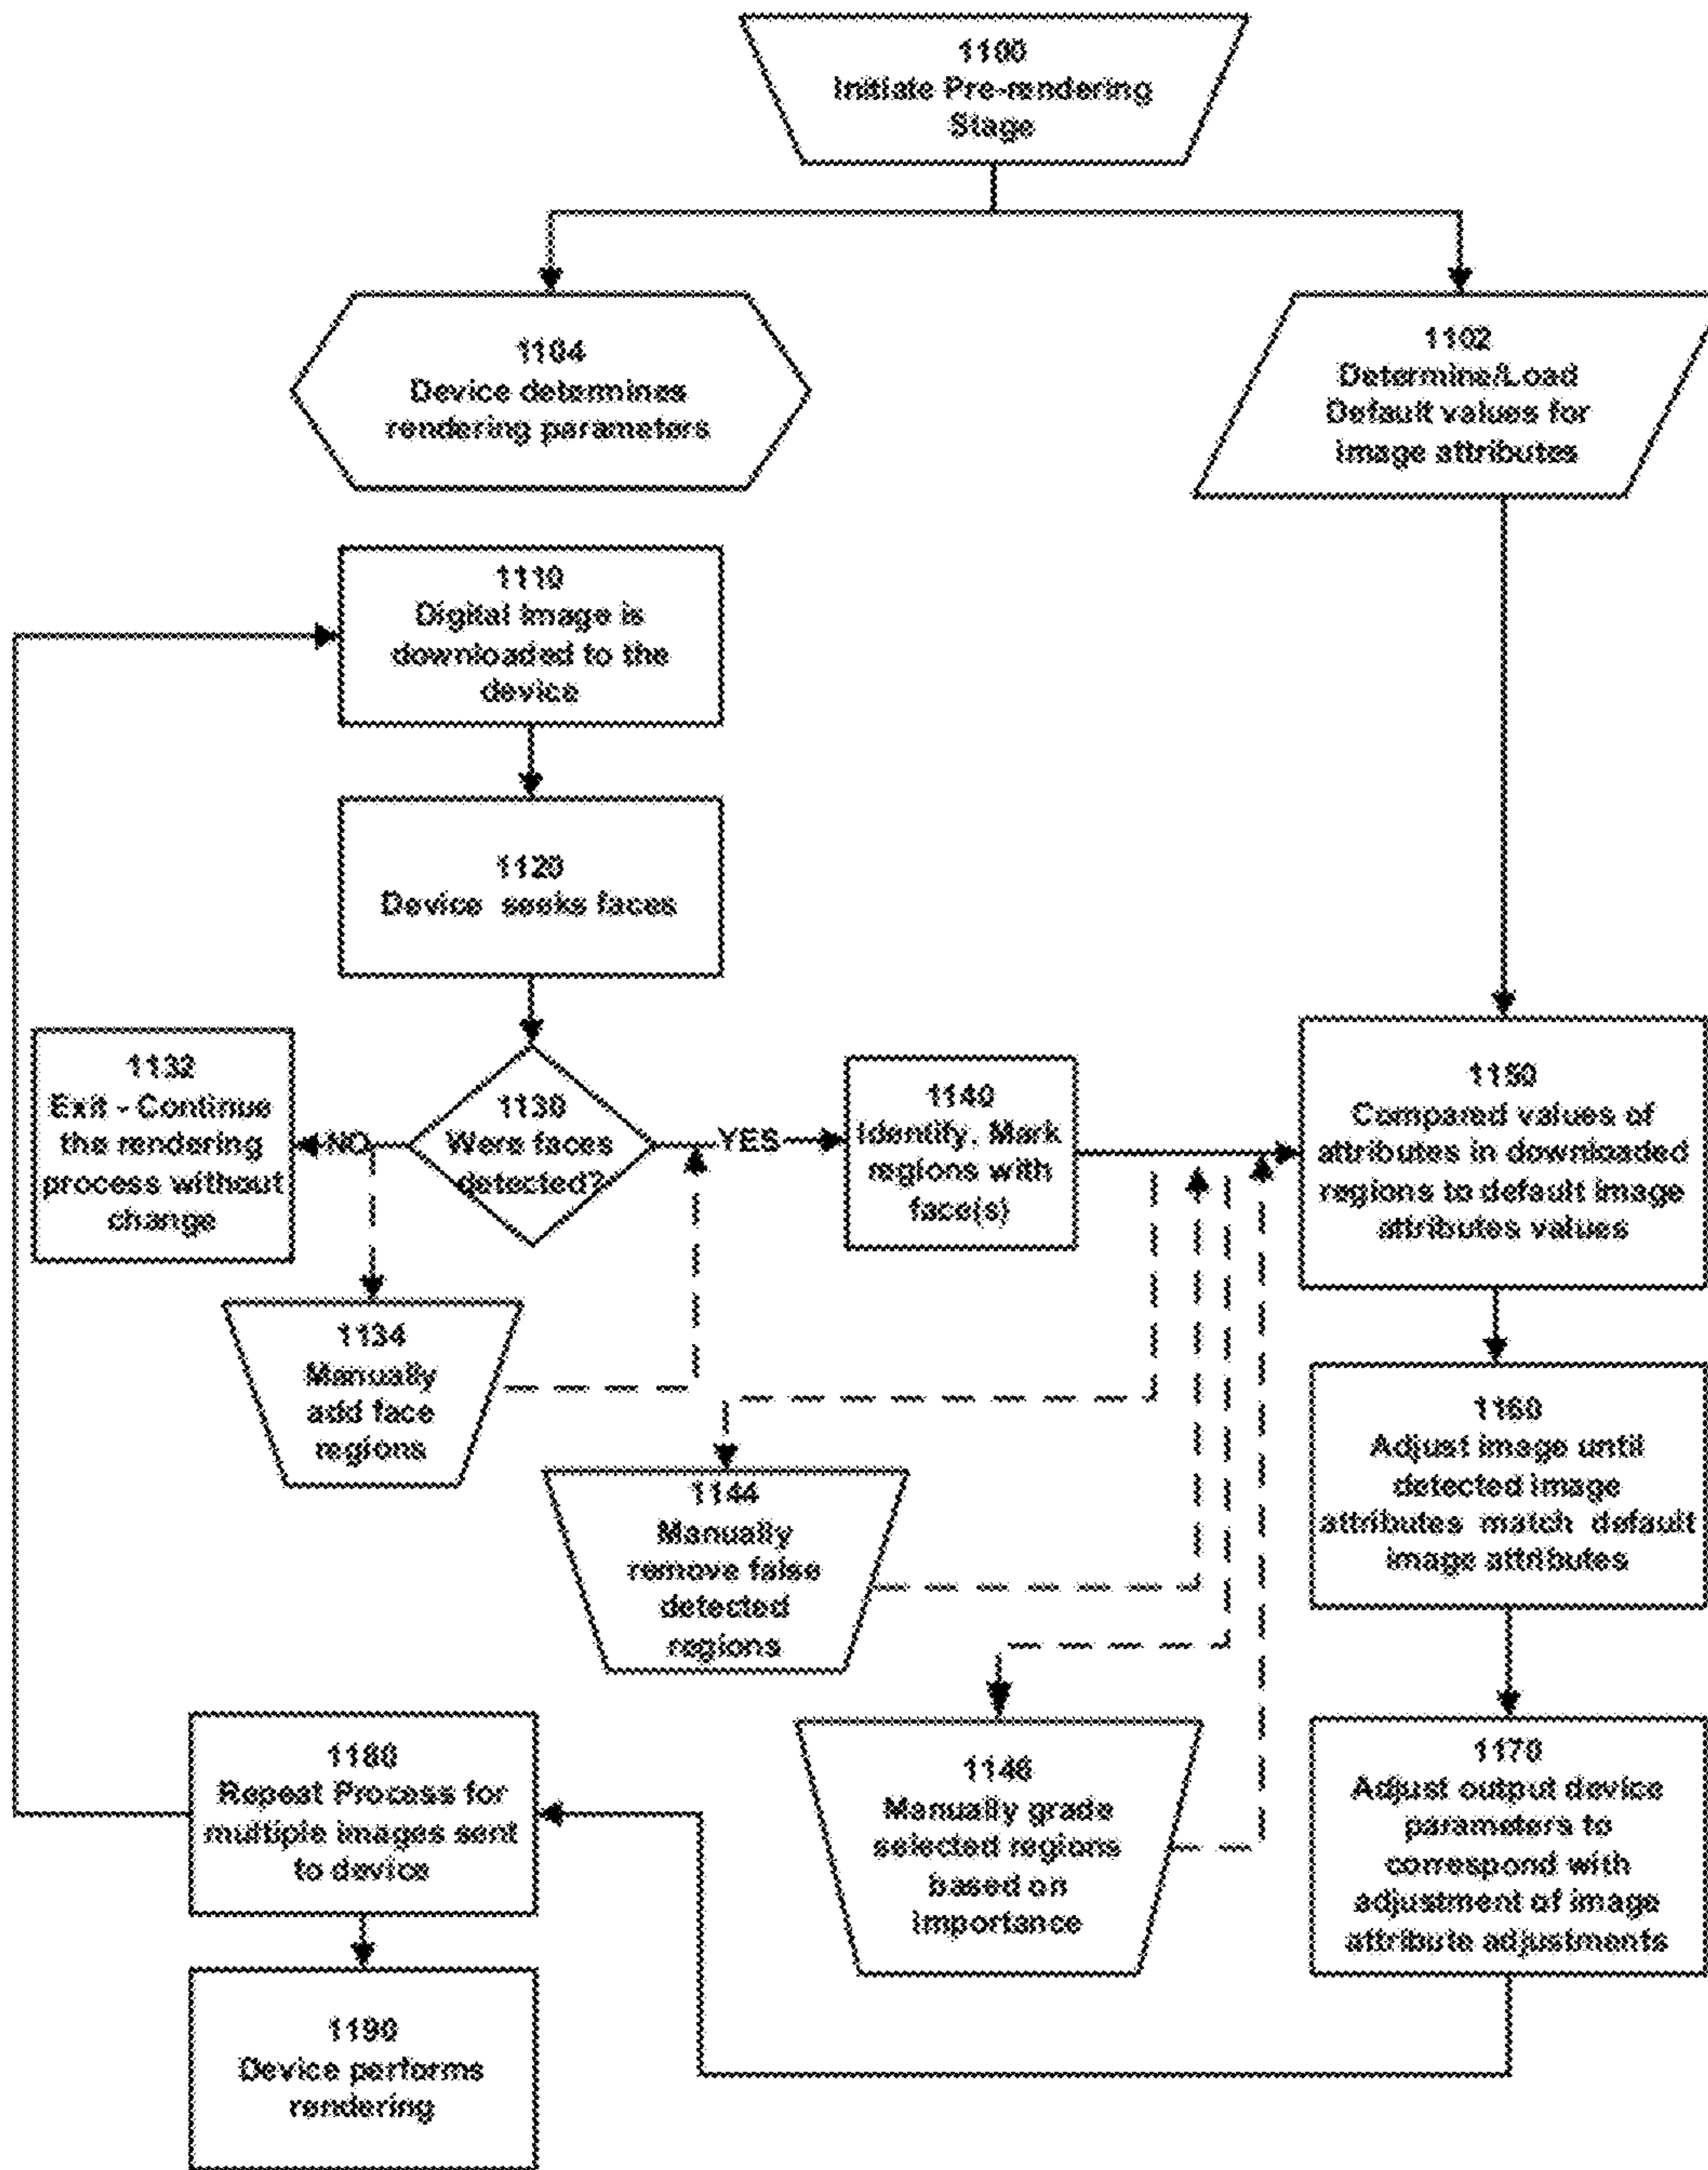 1100
Initiate Pre-rendering
Stage
1104
Device determines
rendering parameters
1102
Determine/Load
Default values for
image attributes
1110
Digital Image is
downloaded to the
device
1120
Device seeks faces
1132
Exit - Continue
the rendering
process without
change
NO
1130
Were faces
detected?
YES
1140
Identify, Mark
regions with
face(s)
1150
Compared values of
attributes in downloaded
regions to default image
attributes values
1134
Manually
add face
regions
1144
Manually
remove false
detected
regions
1160
Adjust image until
detected image
attributes match default
image attributes
1180
Repeat Process for
multiple images sent
to device
1146
Manually grade
selected regions
based on
importance
1170
Adjust output device
parameters to
correspond with
adjustment of image
attribute adjustments
1190
Device performs
rendering